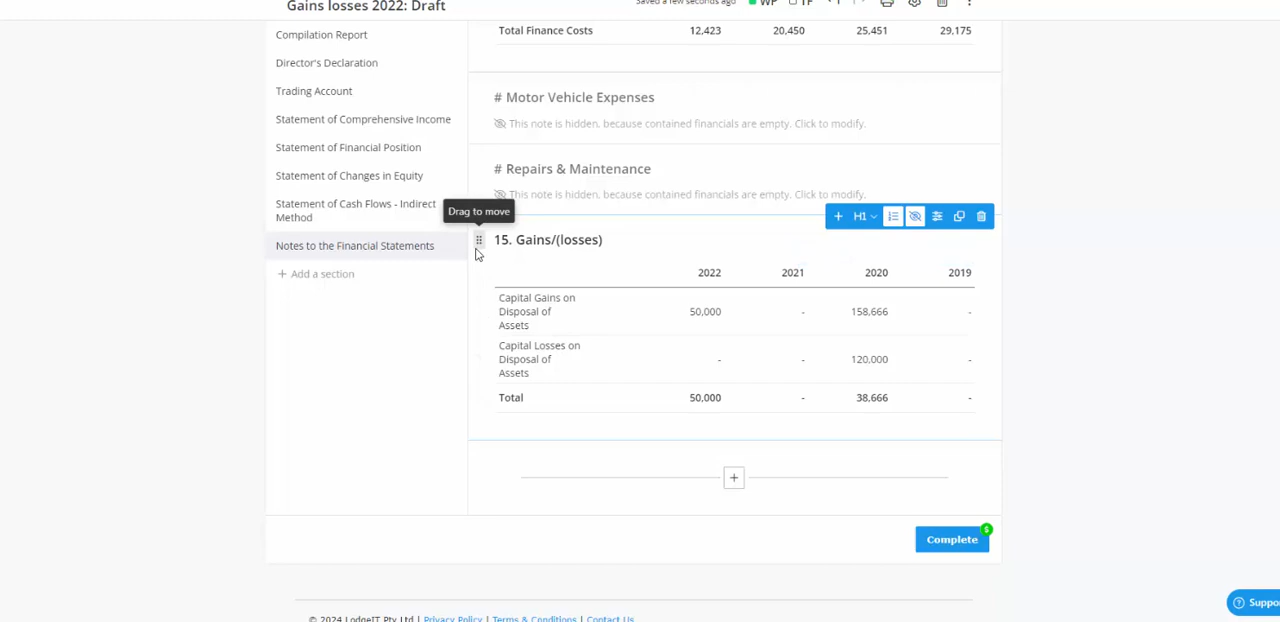 Gains losses 2022: Draft
Saved a few seconds ago WP TF
Compilation Report
Director's Declaration
Trading Account
Statement of Comprehensive Income
Statement of Financial Position
Statement of Changes in Equity
Statement of Cash Flows - Indirect
Method
Notes to the Financial Statements
+ Add a section
Total Finance Costs 12,423 20,450 25,451 29,175
# Motor Vehicle Expenses
This note is hidden, because contained financials are empty. Click to modify.
# Repairs & Maintenance
This note is hidden, because contained financials are empty. Click to modify.
Drag to move
+ H1
15. Gains/(losses)
2022 2021 2020 2019
Capital Gains on
Disposal of
Assets
50,000 - 158,666 -
Capital Losses on
Disposal of
Assets
- - 120,000 -
Total 50,000 - 38,666 -
+
Complete
$
© 2024 LodgeIT Pty Ltd | Privacy Policy | Terms & Conditions | Contact Us
? Suppo